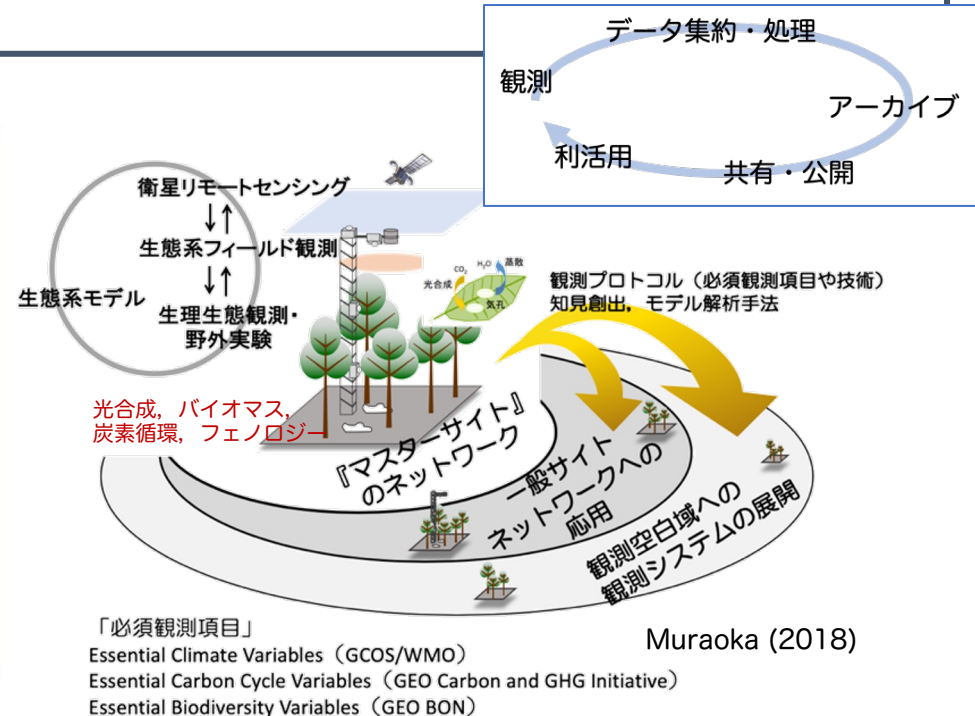 データ集約・処理
観測
アーカイブ
利活用
共有・公開
衛星リモートセンシング
↓↑
生態系フィールド観測
↓↑
生態系モデル
生理生態観測・
野外実験
光合成
CO₂
H₂O
蒸散
気孔
観測プロトコル（必須観測項目や技術）
知見創出，モデル解析手法
光合成，バイオマス，
炭素循環，フェノロジー
『マスターサイト』
のネットワーク
一般サイト
ネットワークへの
応用
観測空白域への
観測システムの展開
「必須観測項目」
Muraoka (2018)
Essential Climate Variables（GCOS/WMO）
Essential Carbon Cycle Variables（GEO Carbon and GHG Initiative）
Essential Biodiversity Variables（GEO BON）